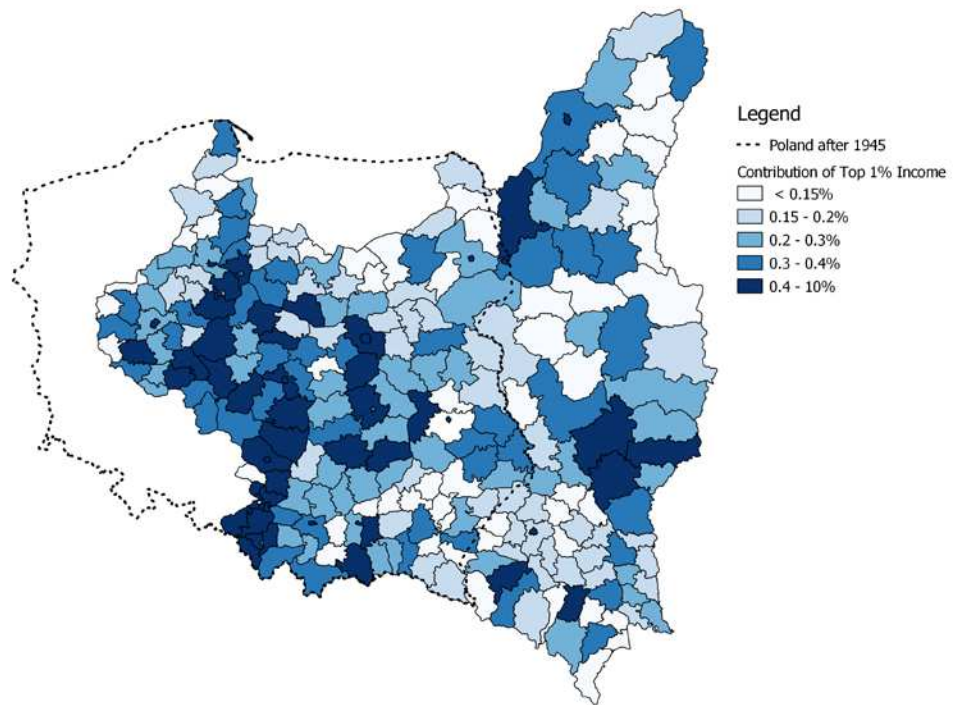 Legend
Poland after 1945
Contribution of Top 1% Income
< 0.15%
0.15 - 0.2%
0.2 - 0.3%
0.3 - 0.4%
0.4 - 10%